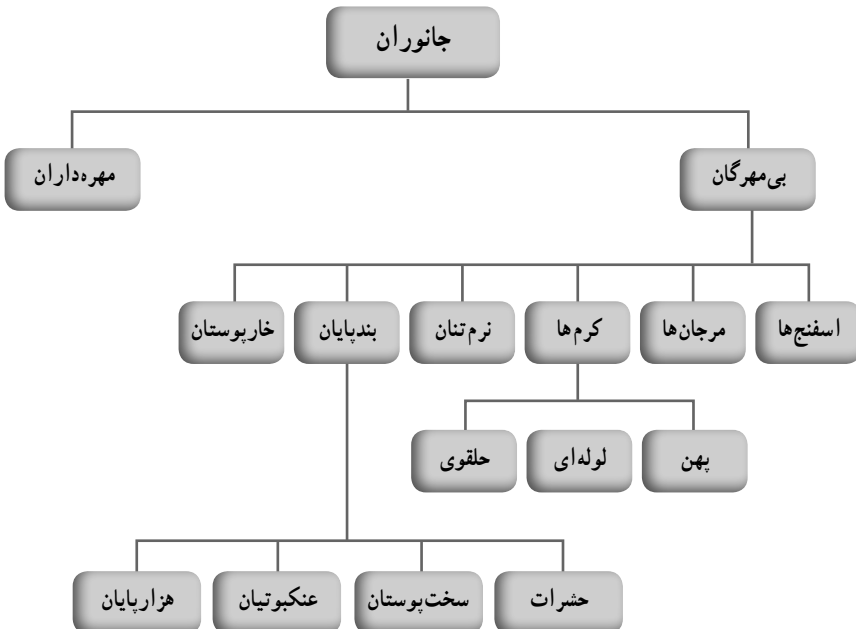 جانوران
بی‌مهرگان
مهره‌داران
اسفنج‌ها
مرجان‌ها
کرم‌ها
نرم‌تنان
بندپایان
خارپوستان
پهن
لوله‌ای
حلقوی
حشرات
سخت‌پوستان
عنکبوتیان
هزارپایان